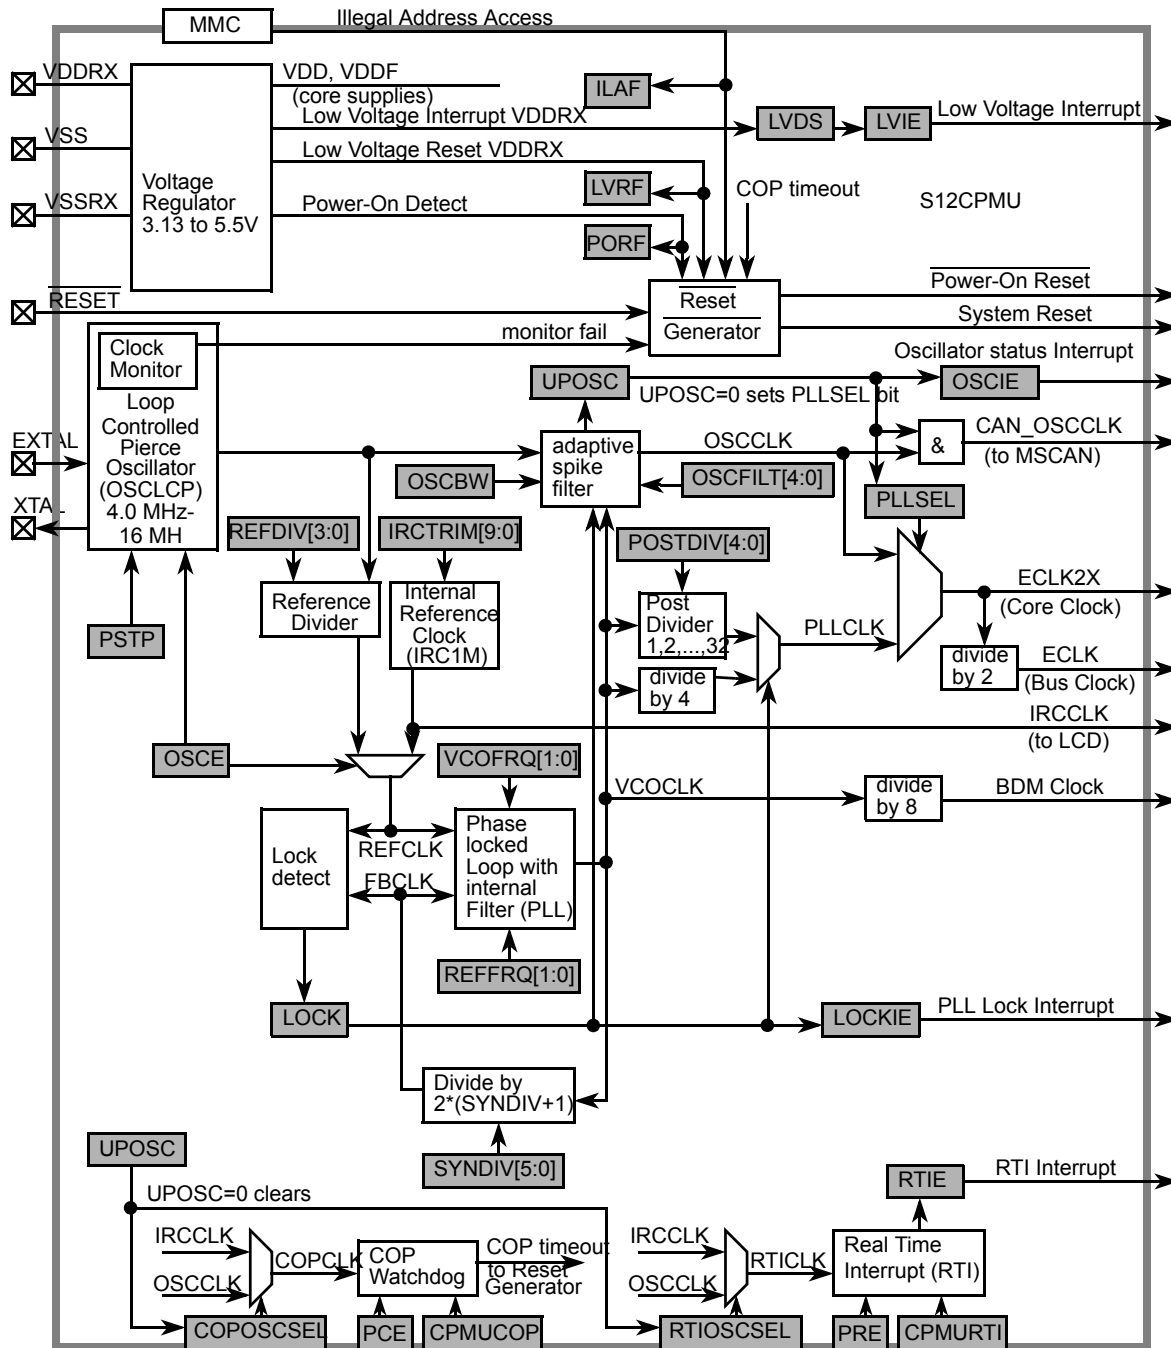 MMC
Illegal Address Access
VDDRX
VDD, VDDF
(core supplies)
ILAF
Low Voltage Interrupt VDDRX
LVDS
LVIE
Low Voltage Interrupt
VSS
Low Voltage Reset VDDRX
Voltage
Regulator
3.13 to 5.5V
LVRF
COP timeout
S12CPMU
VSSRX
Power-On Detect
PORF
RESET
Reset
Generator
Power-On Reset
System Reset
monitor fail
Clock
Monitor
Loop
Controlled
Pierce
Oscillator
(OSCLCP)
4.0 MHz-
16 MH
EXTAL
XTAL
UPOSC
UPOSC=0 sets PLLSEL bit
Oscillator status Interrupt
OSCIE
adaptive
spike
filter
OSCCLK
&
CAN_OSCCLK
(to MSCAN)
OSCBW
OSCFILT[4:0]
PLLSEL
REFDIV[3:0]
IRCTRIM[9:0]
POSTDIV[4:0]
Reference
Divider
Internal
Reference
Clock
(IRC1M)
Post
Divider
1,2,...,32
PLLCLK
ECLK2X
(Core Clock)
PSTP
divide
by 4
divide
by 2
ECLK
(Bus Clock)
IRCCLK
(to LCD)
OSCE
VCOFRQ[1:0]
VCOCLK
divide
by 8
BDM Clock
Lock
detect
REFCLK
FBCLK
Phase
locked
Loop with
internal
Filter (PLL)
REFFRQ[1:0]
LOCK
LOCKIE
PLL Lock Interrupt
Divide by
2*(SYNDIV+1)
SYNDIV[5:0]
UPOSC
UPOSC=0 clears
RTIE
RTI Interrupt
IRCCLK
OSCCLK
COPCLK
COP
Watchdog
COP timeout
to Reset
Generator
IRCCLK
OSCCLK
RTICLK
Real Time
Interrupt (RTI)
COPOSCSEL
PCE
CPMUCOP
RTIOSCSEL
PRE
CPMURTI